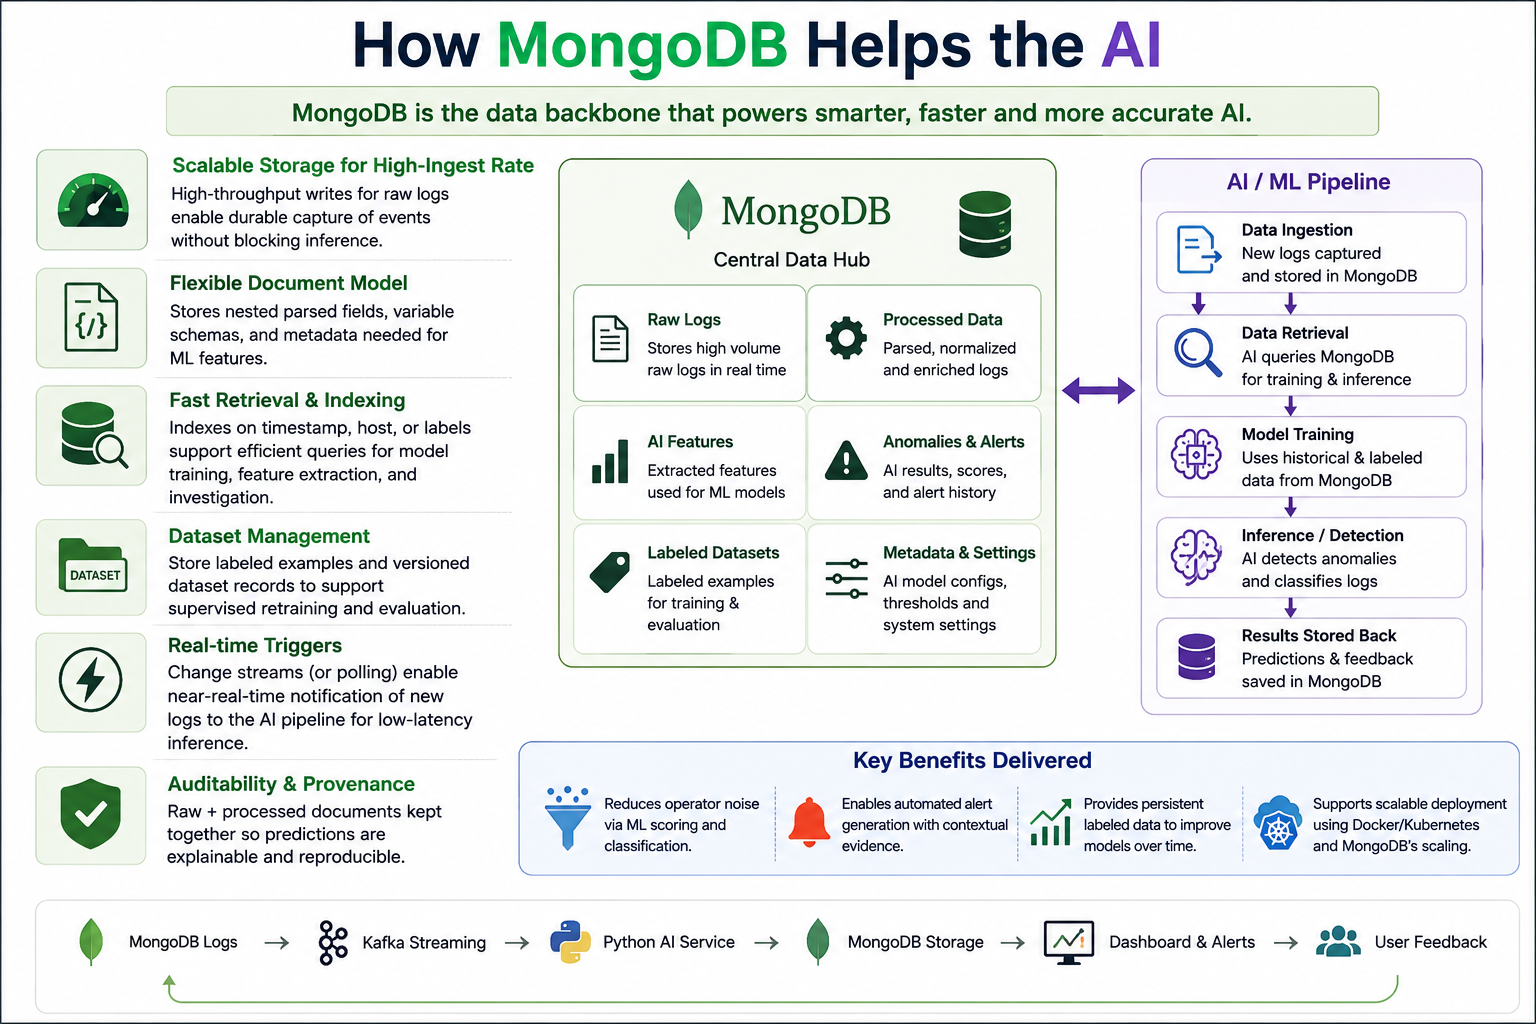 How MongoDB Helps the AI
MongoDB is the data backbone that powers smarter, faster and more accurate AI.
Scalable Storage for High-Ingest Rate
High-throughput writes for raw logs
enable durable capture of events
without blocking inference.
Flexible Document Model
Stores nested parsed fields, variable
schemas, and metadata needed for
ML features.
Fast Retrieval & Indexing
Indexes on timestamp, host, or labels
support efficient queries for model
training, feature extraction, and
investigation.
DATASET
Dataset Management
Store labeled examples and versioned
dataset records to support
supervised retraining and evaluation.
Real-time Triggers
Change streams (or polling) enable
near-real-time notification of new
logs to the AI pipeline for low-latency
inference.
Auditability & Provenance
Raw + processed documents kept
together so predictions are
explainable and reproducible.
MongoDB
Central Data Hub
Raw Logs
Stores high volume
raw logs in real time
Processed Data
Parsed, normalized
and enriched logs
AI Features
Extracted features
used for ML models
Anomalies & Alerts
AI results, scores,
and alert history
Labeled Datasets
Labeled examples
for training &
evaluation
Metadata & Settings
AI model configs,
thresholds and
system settings
AI / ML Pipeline
Data Ingestion
New logs captured
and stored in MongoDB
Data Retrieval
AI queries MongoDB
for training & inference
Model Training
Uses historical & labeled
data from MongoDB
Inference / Detection
AI detects anomalies
and classifies logs
Results Stored Back
Predictions & feedback
saved in MongoDB
Key Benefits Delivered
Reduces operator noise
via ML scoring and
classification.
Enables automated alert
generation with contextual
evidence.
Provides persistent
labeled data to improve
models over time.
Supports scalable deployment
using Docker/Kubernetes
and MongoDB's scaling.
MongoDB Logs
Kafka Streaming
Python AI Service
MongoDB Storage
Dashboard & Alerts
User Feedback